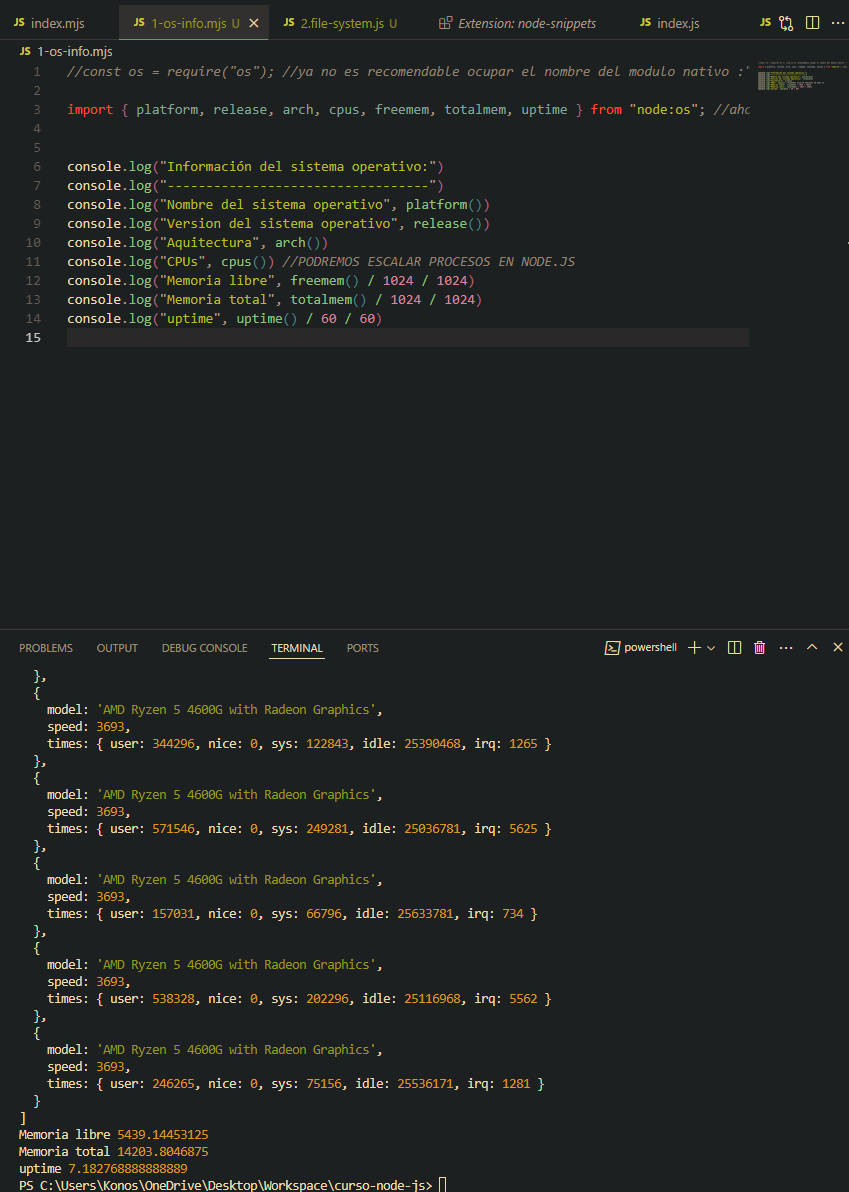 JS index.mjs JS 1-os-info.mjs U JS 2.file-system.js U Extension: node-snippets JS index.js JS
JS 1-os-info.mjs
1 //const os = require("os"); //ya no es recomendable ocupar el nombre del modulo nativo :'
2
3 import { platform, release, arch, cpus, freemem, totalmem, uptime } from "node:os"; //aho
4
5
6 console.log("Información del sistema operativo:")
7 console.log("----------------------------------")
8 console.log("Nombre del sistema operativo", platform())
9 console.log("Version del sistema operativo", release())
10 console.log("Aquitectura", arch())
11 console.log("CPUs", cpus()) //PODREMOS ESCALAR PROCESOS EN NODE.JS
12 console.log("Memoria libre", freemem() / 1024 / 1024)
13 console.log("Memoria total", totalmem() / 1024 / 1024)
14 console.log("uptime", uptime() / 60 / 60)
15
PROBLEMS OUTPUT DEBUG CONSOLE TERMINAL PORTS powershell
},
{
model: 'AMD Ryzen 5 4600G with Radeon Graphics',
speed: 3693,
times: { user: 344296, nice: 0, sys: 122843, idle: 25390468, irq: 1265 }
},
{
model: 'AMD Ryzen 5 4600G with Radeon Graphics',
speed: 3693,
times: { user: 571546, nice: 0, sys: 249281, idle: 25036781, irq: 5625 }
},
{
model: 'AMD Ryzen 5 4600G with Radeon Graphics',
speed: 3693,
times: { user: 157031, nice: 0, sys: 66796, idle: 25633781, irq: 734 }
},
{
model: 'AMD Ryzen 5 4600G with Radeon Graphics',
speed: 3693,
times: { user: 538328, nice: 0, sys: 202296, idle: 25116968, irq: 5562 }
},
{
model: 'AMD Ryzen 5 4600G with Radeon Graphics',
speed: 3693,
times: { user: 246265, nice: 0, sys: 75156, idle: 25536171, irq: 1281 }
}
]
Memoria libre 5439.14453125
Memoria total 14203.8046875
uptime 7.182768888888889
PS C:\Users\Konos\OneDrive\Desktop\Workspace\curso-node-js>